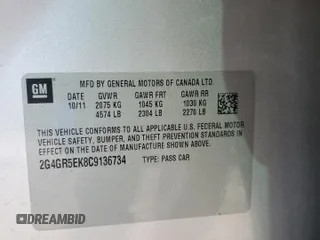 GM
MFD BY GENERAL MOTORS OF CANADA LTD.
DATE GVWR GAWR FRT GAWR RR
10/11 2075 KG 1045 KG 1030 KG
4574 LB 2304 LB 2270 LB
THIS VEHICLE CONFORMS TO ALL APPLICABLE U.S. FEDERAL MOTOR
VEHICLE SAFETY, BUMPER, AND THEFT PREVENTION STANDARDS IN
EFFECT ON THE DATE OF MANUFACTURE SHOWN ABOVE.
2G4GR5EK8C9136734 TYPE: PASS CAR
DREAMBID